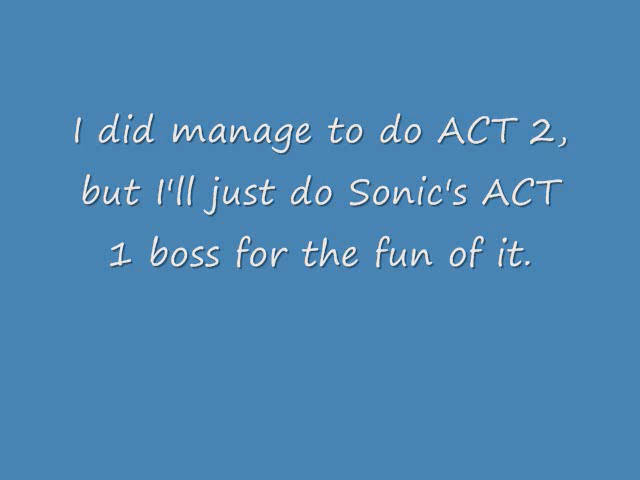 I did manage to do ACT 2,
but I'll just do Sonic's ACT
1 boss for the fun of it.